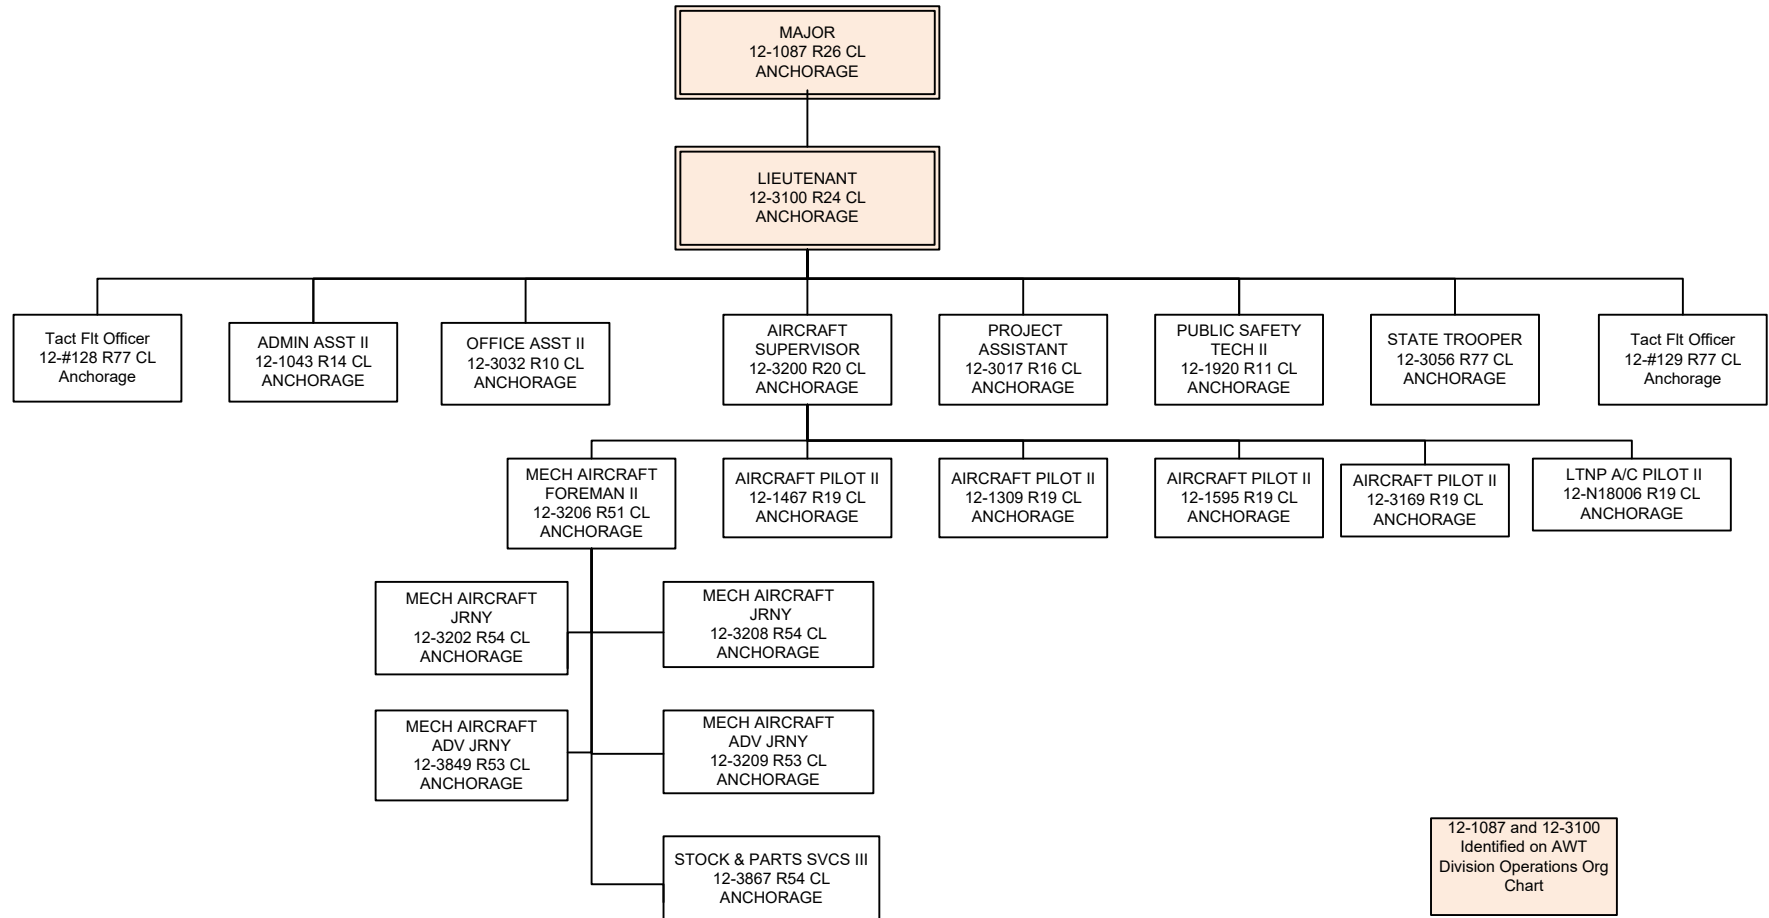 MAJOR
12-1087 R26 CL
ANCHORAGE
LIEUTENANT
12-3100 R24 CL
ANCHORAGE
Tact Flt Officer
12-#128 R77 CL
Anchorage
ADMIN ASST II
12-1043 R14 CL
ANCHORAGE
OFFICE ASST II
12-3032 R10 CL
ANCHORAGE
AIRCRAFT
SUPERVISOR
12-3200 R20 CL
ANCHORAGE
PROJECT
ASSISTANT
12-3017 R16 CL
ANCHORAGE
PUBLIC SAFETY
TECH II
12-1920 R11 CL
ANCHORAGE
STATE TROOPER
12-3056 R77 CL
ANCHORAGE
Tact Flt Officer
12-#129 R77 CL
Anchorage
MECH AIRCRAFT
FOREMAN II
12-3206 R51 CL
ANCHORAGE
AIRCRAFT PILOT II
12-1467 R19 CL
ANCHORAGE
AIRCRAFT PILOT II
12-1309 R19 CL
ANCHORAGE
AIRCRAFT PILOT II
12-1595 R19 CL
ANCHORAGE
AIRCRAFT PILOT II
12-3169 R19 CL
ANCHORAGE
LTNP A/C PILOT II
12-N18006 R19 CL
ANCHORAGE
MECH AIRCRAFT
JRNY
12-3202 R54 CL
ANCHORAGE
MECH AIRCRAFT
JRNY
12-3208 R54 CL
ANCHORAGE
MECH AIRCRAFT
ADV JRNY
12-3849 R53 CL
ANCHORAGE
MECH AIRCRAFT
ADV JRNY
12-3209 R53 CL
ANCHORAGE
STOCK & PARTS SVCS III
12-3867 R54 CL
ANCHORAGE
12-1087 and 12-3100
Identified on AWT
Division Operations Org
Chart